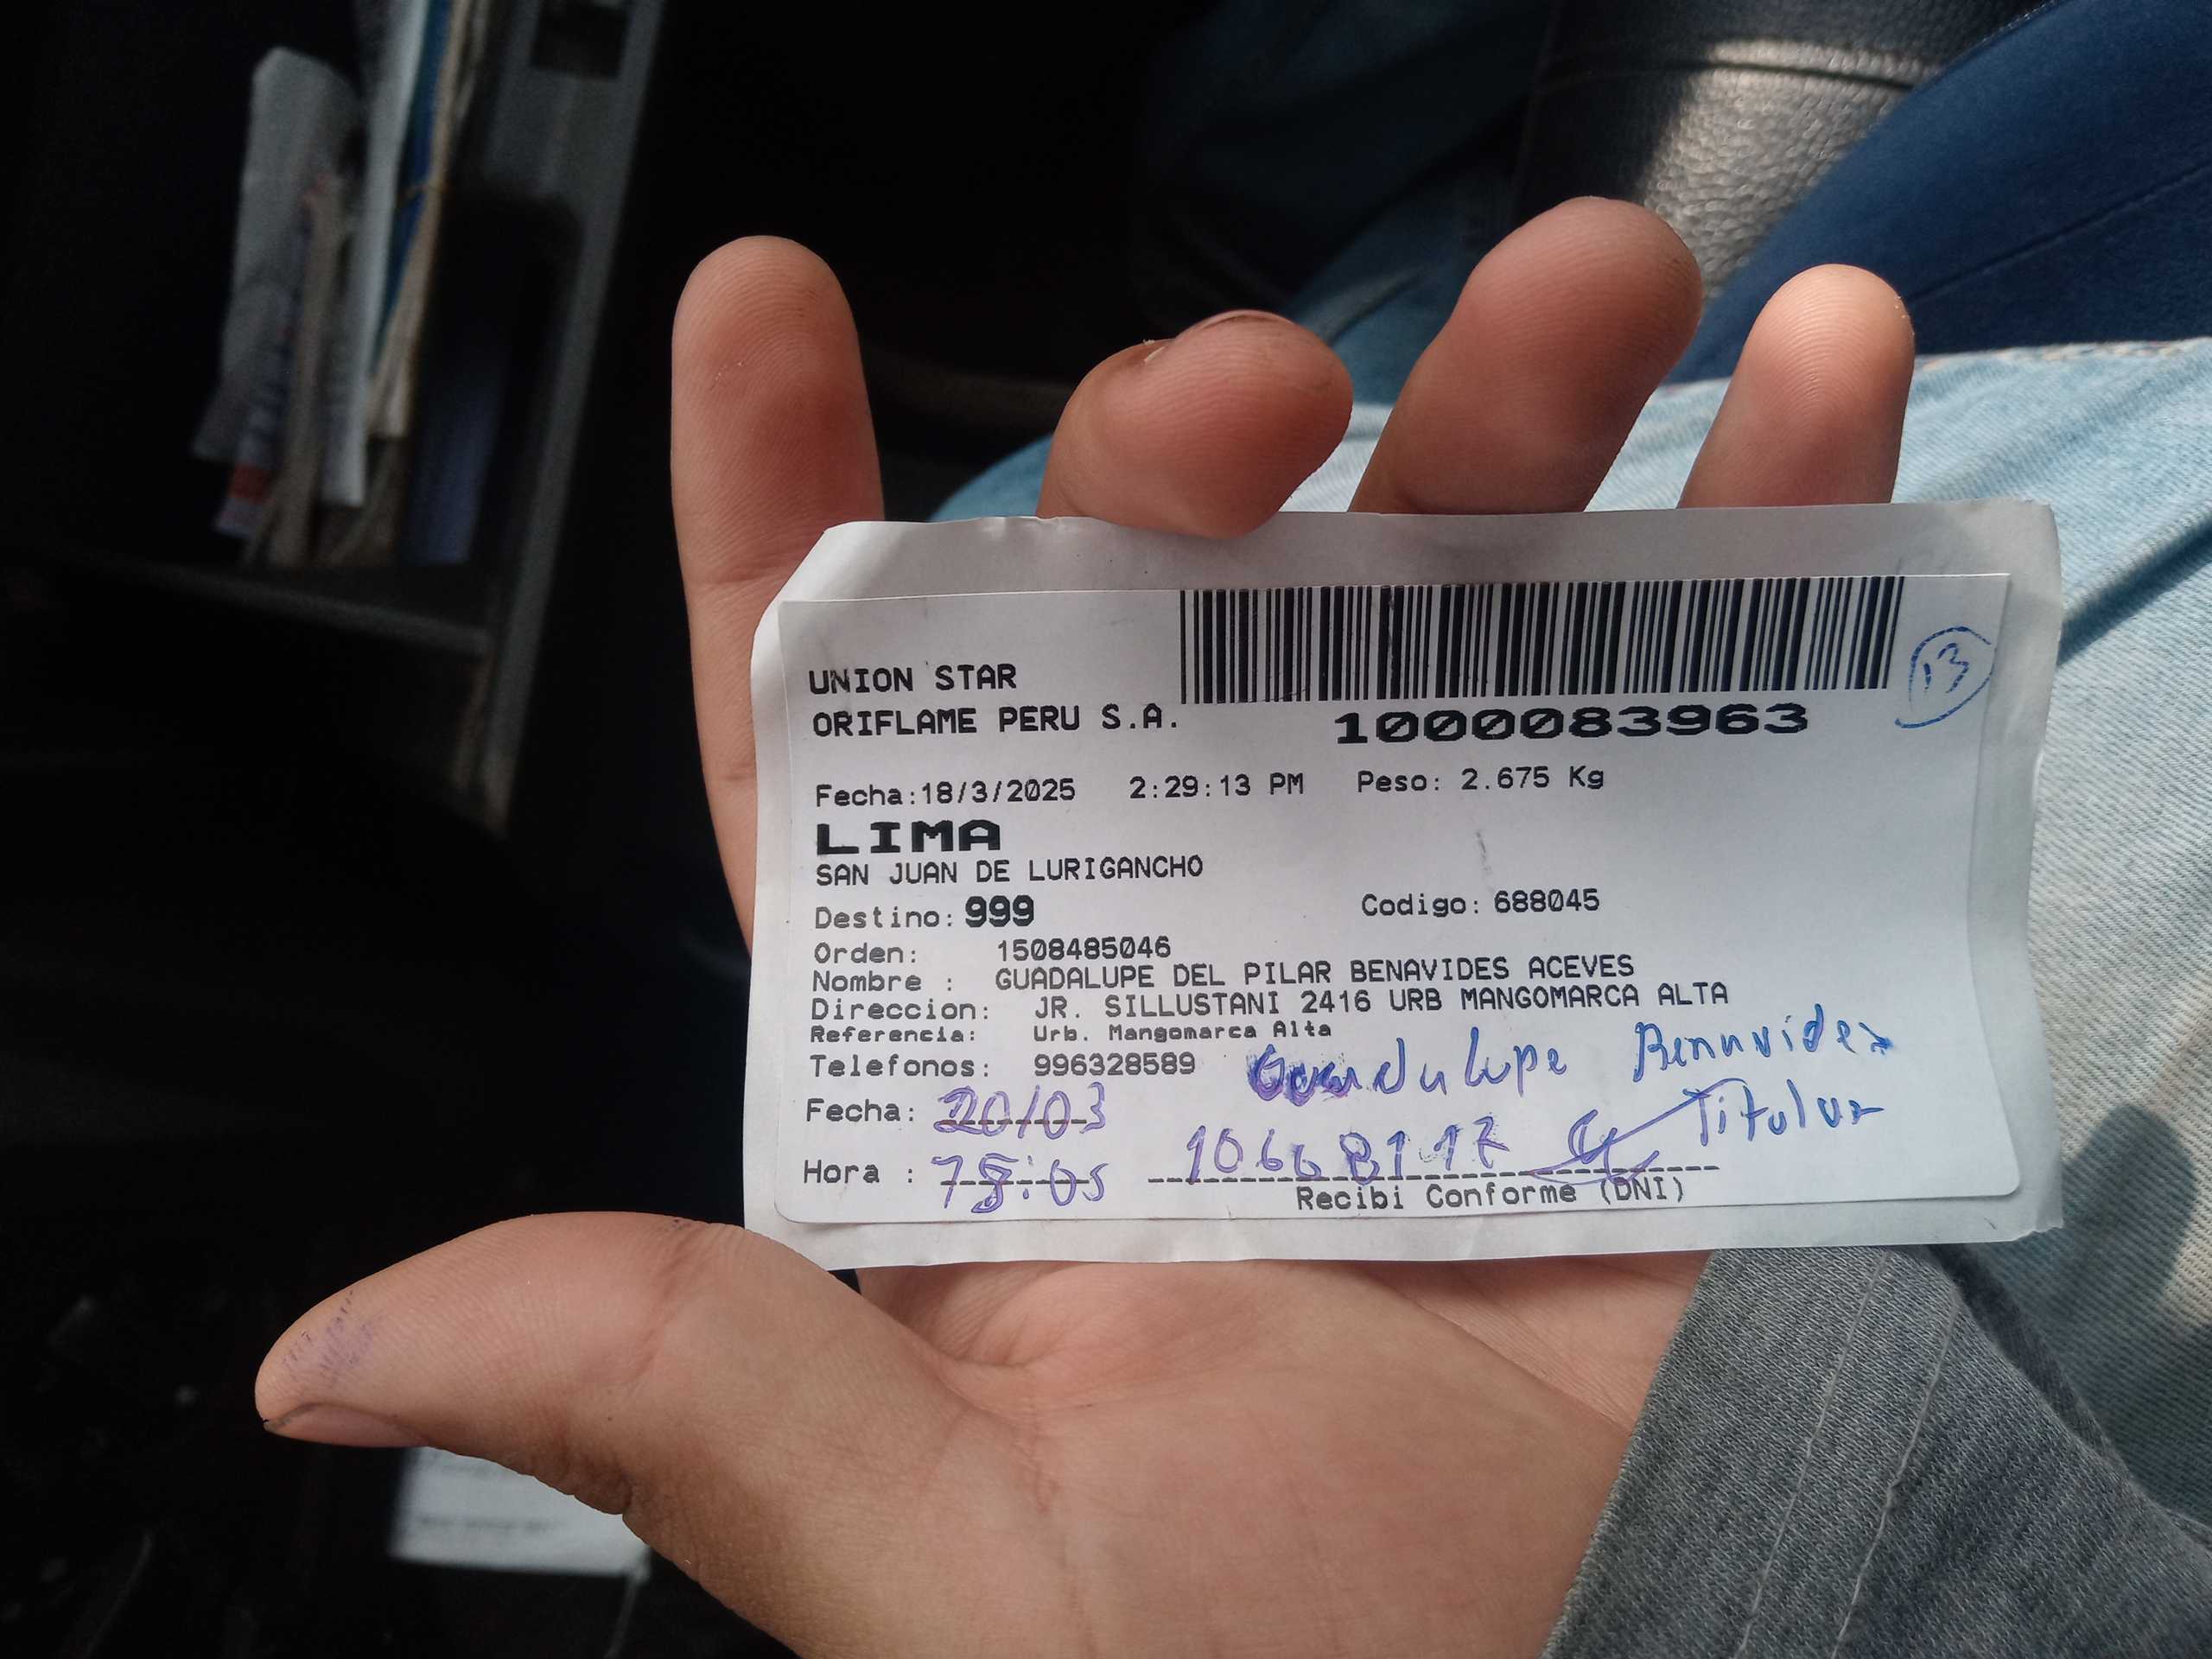 UNION STAR
ORIFLAME PERU S.A.
1000083963
13
Fecha:18/3/2025 2:29:13 PM Peso: 2.675 Kg
LIMA
SAN JUAN DE LURIGANCHO
Destino: 999 Codigo: 688045
Orden: 1508485046
Nombre : GUADALUPE DEL PILAR BENAVIDES ACEVES
Direccion: JR. SILLUSTANI 2416 URB MANGOMARCA ALTA
Referencia: Urb. Mangomarca Alta
Telefonos: 996328589 Guadalupe Benavides
Fecha: 20/03 Titular
Hora : 10668117
Recibi Conforme (DNI)